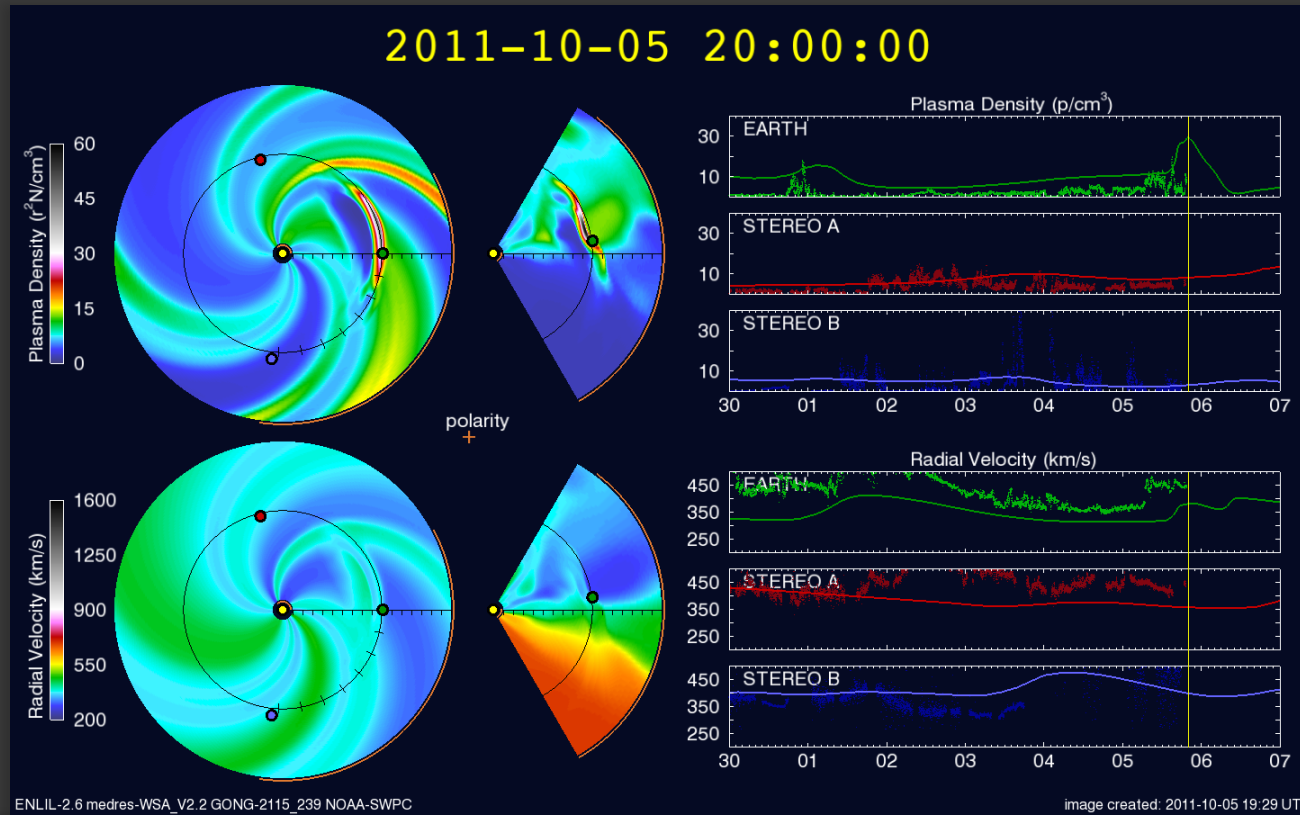 2011-10-05 20:00:00
Plasma Density (r²N/cm³)
60
45
30
15
0
Plasma Density (p/cm³)
EARTH
30
10
STEREO A
30
10
STEREO B
30
10
30 01 02 03 04 05 06 07
polarity
+
Radial Velocity (km/s)
1600
1250
900
550
200
Radial Velocity (km/s)
EARTH
450
350
250
STEREO A
450
350
250
STEREO B
450
350
250
30 01 02 03 04 05 06 07
ENLIL-2.6 medres-WSA_V2.2 GONG-2115_239 NOAA-SWPC
image created: 2011-10-05 19:29 UT